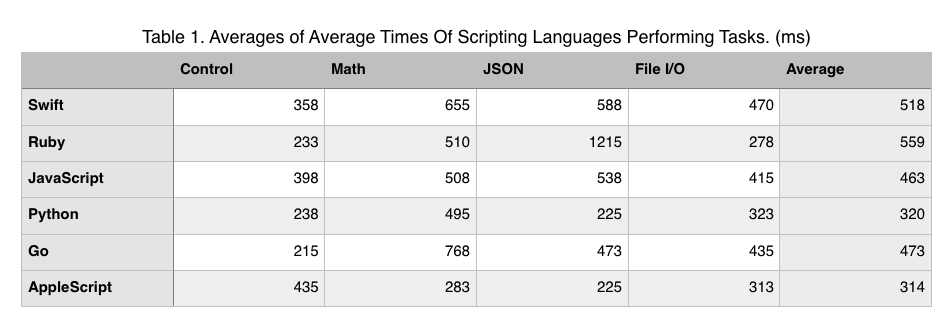 Table 1. Averages of Average Times Of Scripting Languages Performing Tasks. (ms)
Control Math JSON File I/O Average
Swift 358 655 588 470 518
Ruby 233 510 1215 278 559
JavaScript 398 508 538 415 463
Python 238 495 225 323 320
Go 215 768 473 435 473
AppleScript 435 283 225 313 314